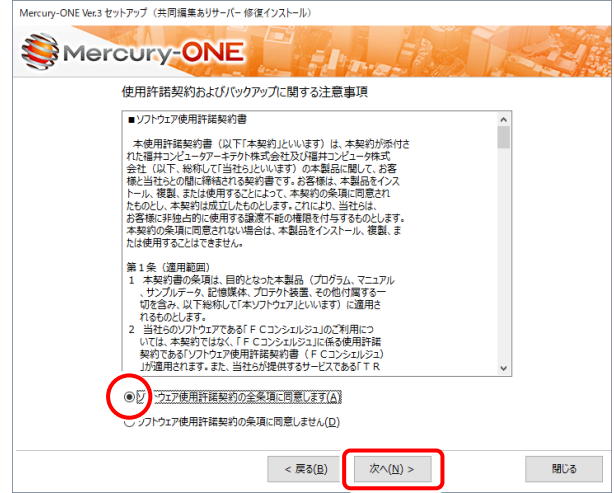 Mercury-ONE Ver.3 セットアップ（共同編集ありサーバー 修復インストール）
Mercury-ONE
使用許諾契約およびバックアップに関する注意事項
■ソフトウェア使用許諾契約書
本使用許諾契約書（以下「本契約」といいます）は、本契約が添付さ
れた福井コンピュータアーキテクト株式会社及び福井コンピュータ株式
会社（以下、総称して「当社ら」といいます）の本製品に関して、お客
様と当社らとの間に締結される契約書です。お客様は、本製品をインス
トール、複製、または使用することによって、本契約の条項に同意され
たものとし、本契約は成立したものとします。これにより、当社らは、
お客様に非独占的に使用する譲渡不能の権限を付与するものとします。
本契約の条項に同意されない場合は、本製品をインストール、複製、ま
たは使用することはできません。
第１条（適用範囲）
１ 本契約書の条項は、目的となった本製品（プログラム、マニュアル
、サンプルデータ、記憶媒体、プロテクト装置、その他付属する一
切を含み、以下総称して「本ソフトウェア」といいます）に適用さ
れるものとします。
２ 当社らのソフトウェアである「ＦＣコンシェルジュ」のご利用につ
いては、本契約ではなく、「ＦＣコンシェルジュ」に係る使用許諾
契約である「ソフトウェア使用許諾契約書（ＦＣコンシェルジュ）
」が適用されます。また、当社らが提供するサービスである「ＴＲ
ソフトウェア使用許諾契約の全条項に同意します(A)
ソフトウェア使用許諾契約の条項に同意しません(D)
< 戻る(B)
次へ(N) >
閉じる